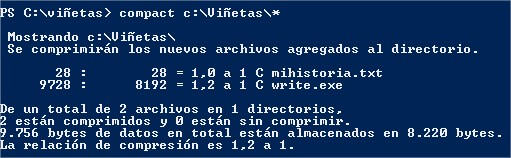 PS C:\viñetas> compact c:\Viñetas\*
Mostrando c:\Viñetas\
Se comprimirán los nuevos archivos agregados al directorio.
28 : 28 = 1,0 a 1 C mihistoria.txt
9728 : 8192 = 1,2 a 1 C write.exe
De un total de 2 archivos en 1 directorios,
2 están comprimidos y 0 están sin comprimir.
9.756 bytes de datos en total están almacenados en 8.220 bytes.
La relación de compresión es 1,2 a 1.